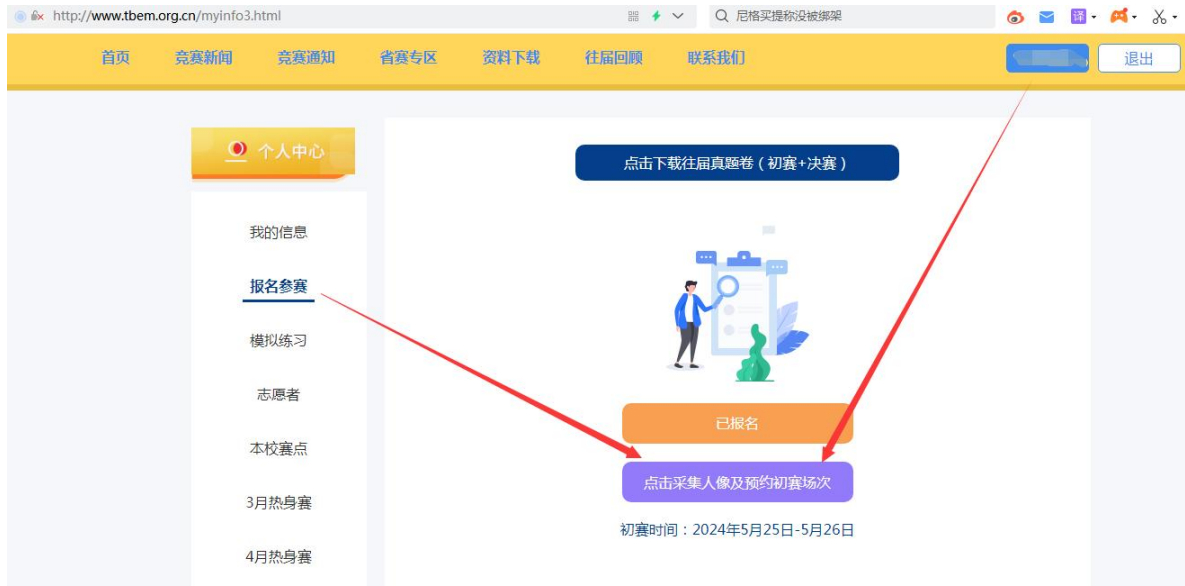 http://www.tbem.org.cn/myinfo3.html
尼格买提称没被绑架
译
首页 竞赛新闻 竞赛通知 省赛专区 资料下载 往届回顾 联系我们
退出
个人中心
点击下载往届真题卷（初赛+决赛）
我的信息
报名参赛
模拟练习
志愿者
本校赛点
3月热身赛
4月热身赛
已报名
点击采集人像及预约初赛场次
初赛时间：2024年5月25日-5月26日